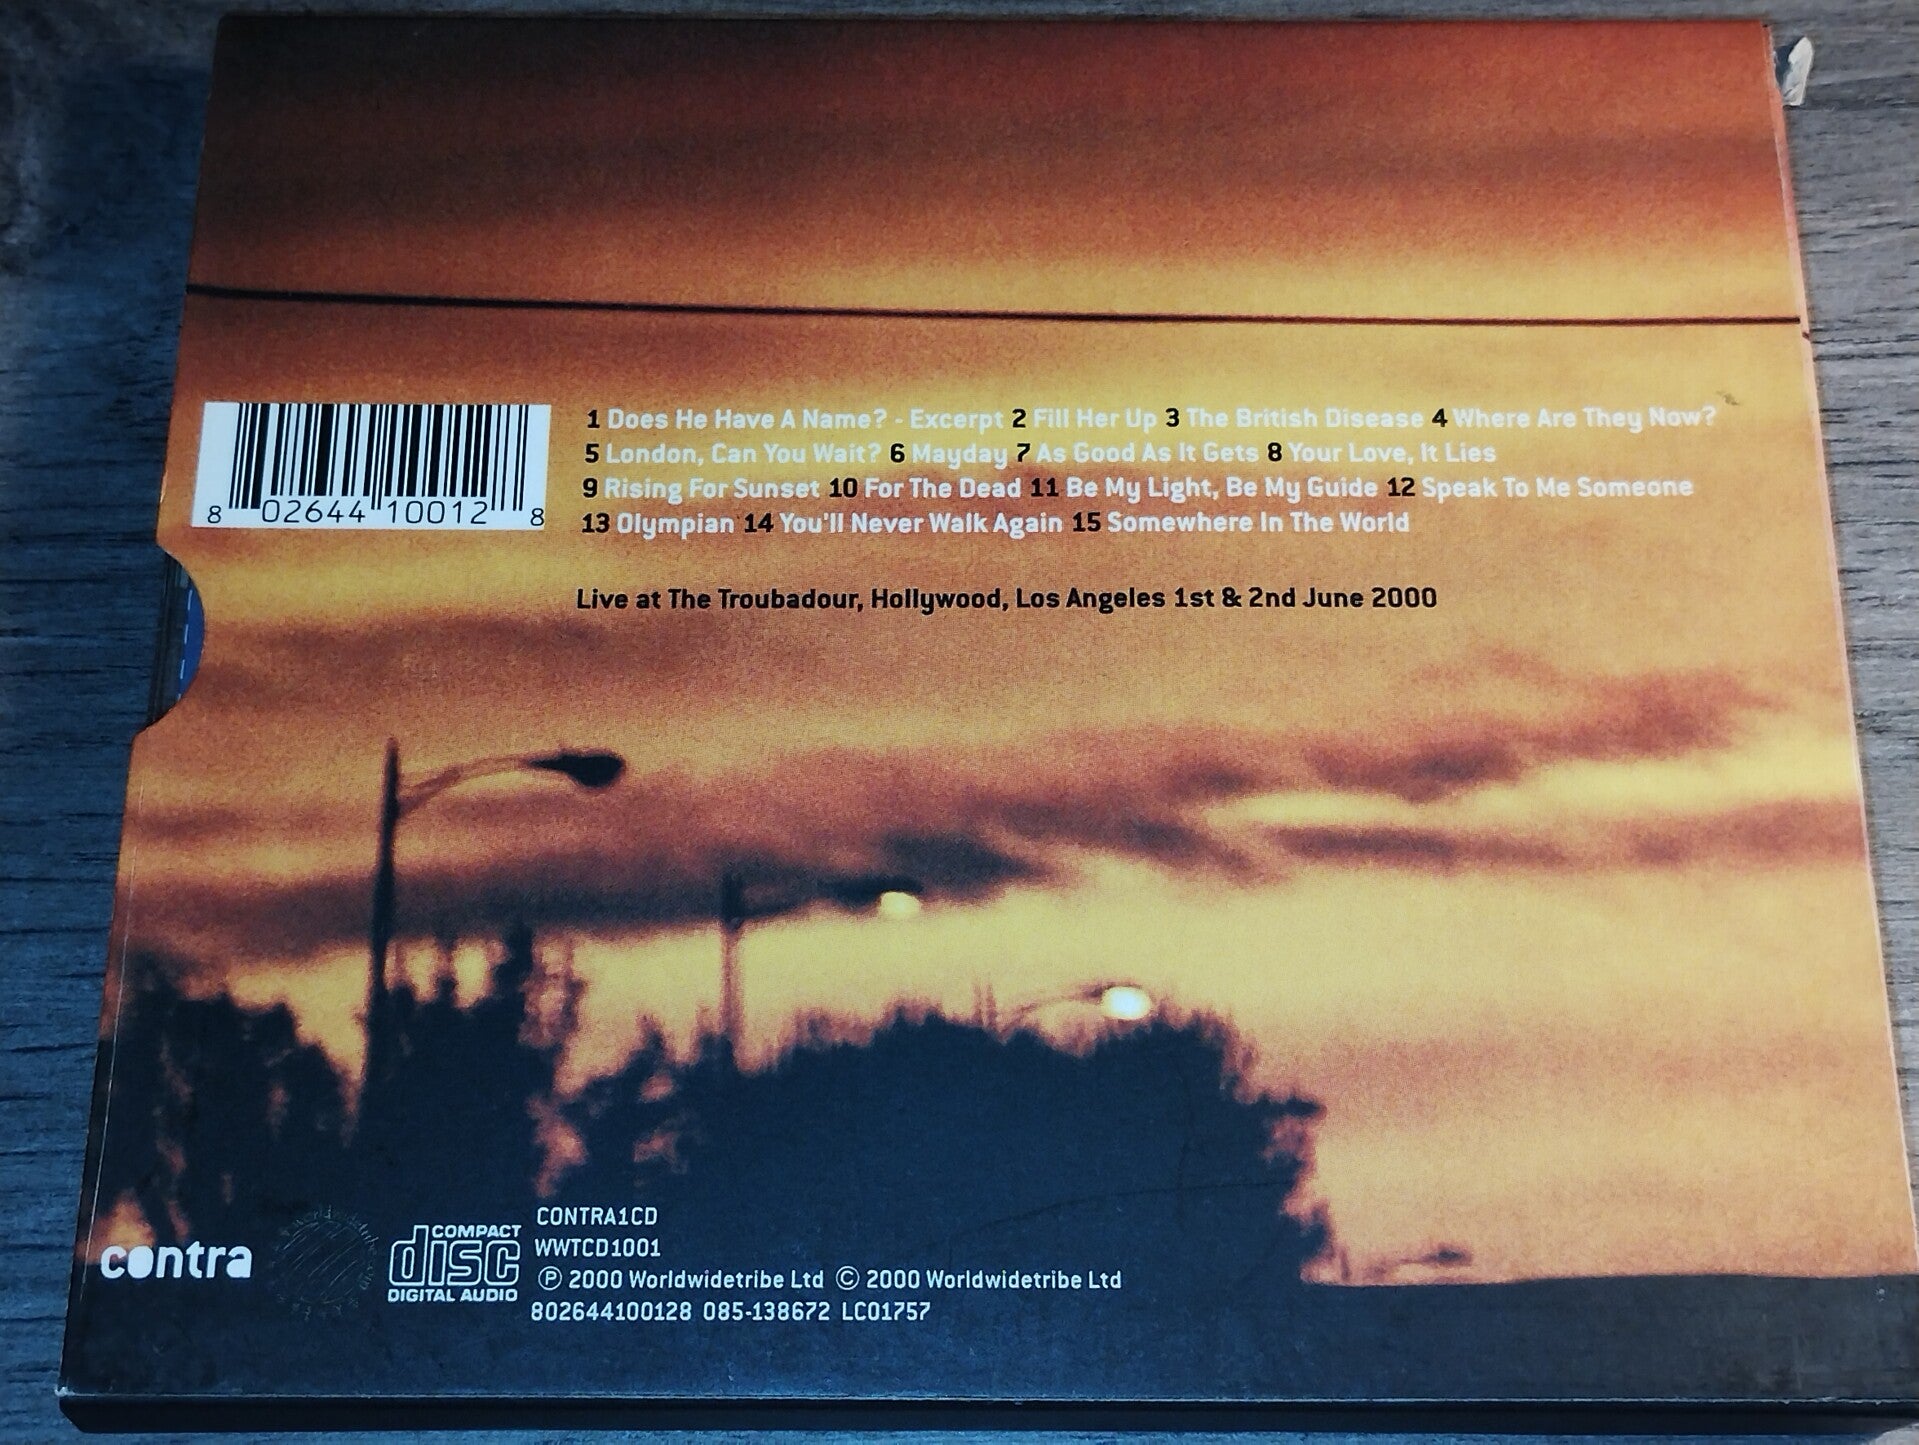 1 Does He Have A Name? - Excerpt 2 Fill Her Up 3 The British Disease 4 Where Are They Now?
5 London, Can You Wait? 6 Mayday 7 As Good As It Gets 8 Your Love, It Lies
9 Rising For Sunset 10 For The Dead 11 Be My Light, Be My Guide 12 Speak To Me Someone
13 Olympian 14 You'll Never Walk Again 15 Somewhere In The World
8 02644 10012 8
Live at The Troubadour, Hollywood, Los Angeles 1st & 2nd June 2000
contra
COMPACT
disc
DIGITAL AUDIO
CONTRA1CD
WWTCD1001
Ⓟ 2000 Worldwidetribe Ltd © 2000 Worldwidetribe Ltd
802644100128 085-138672 LC01757